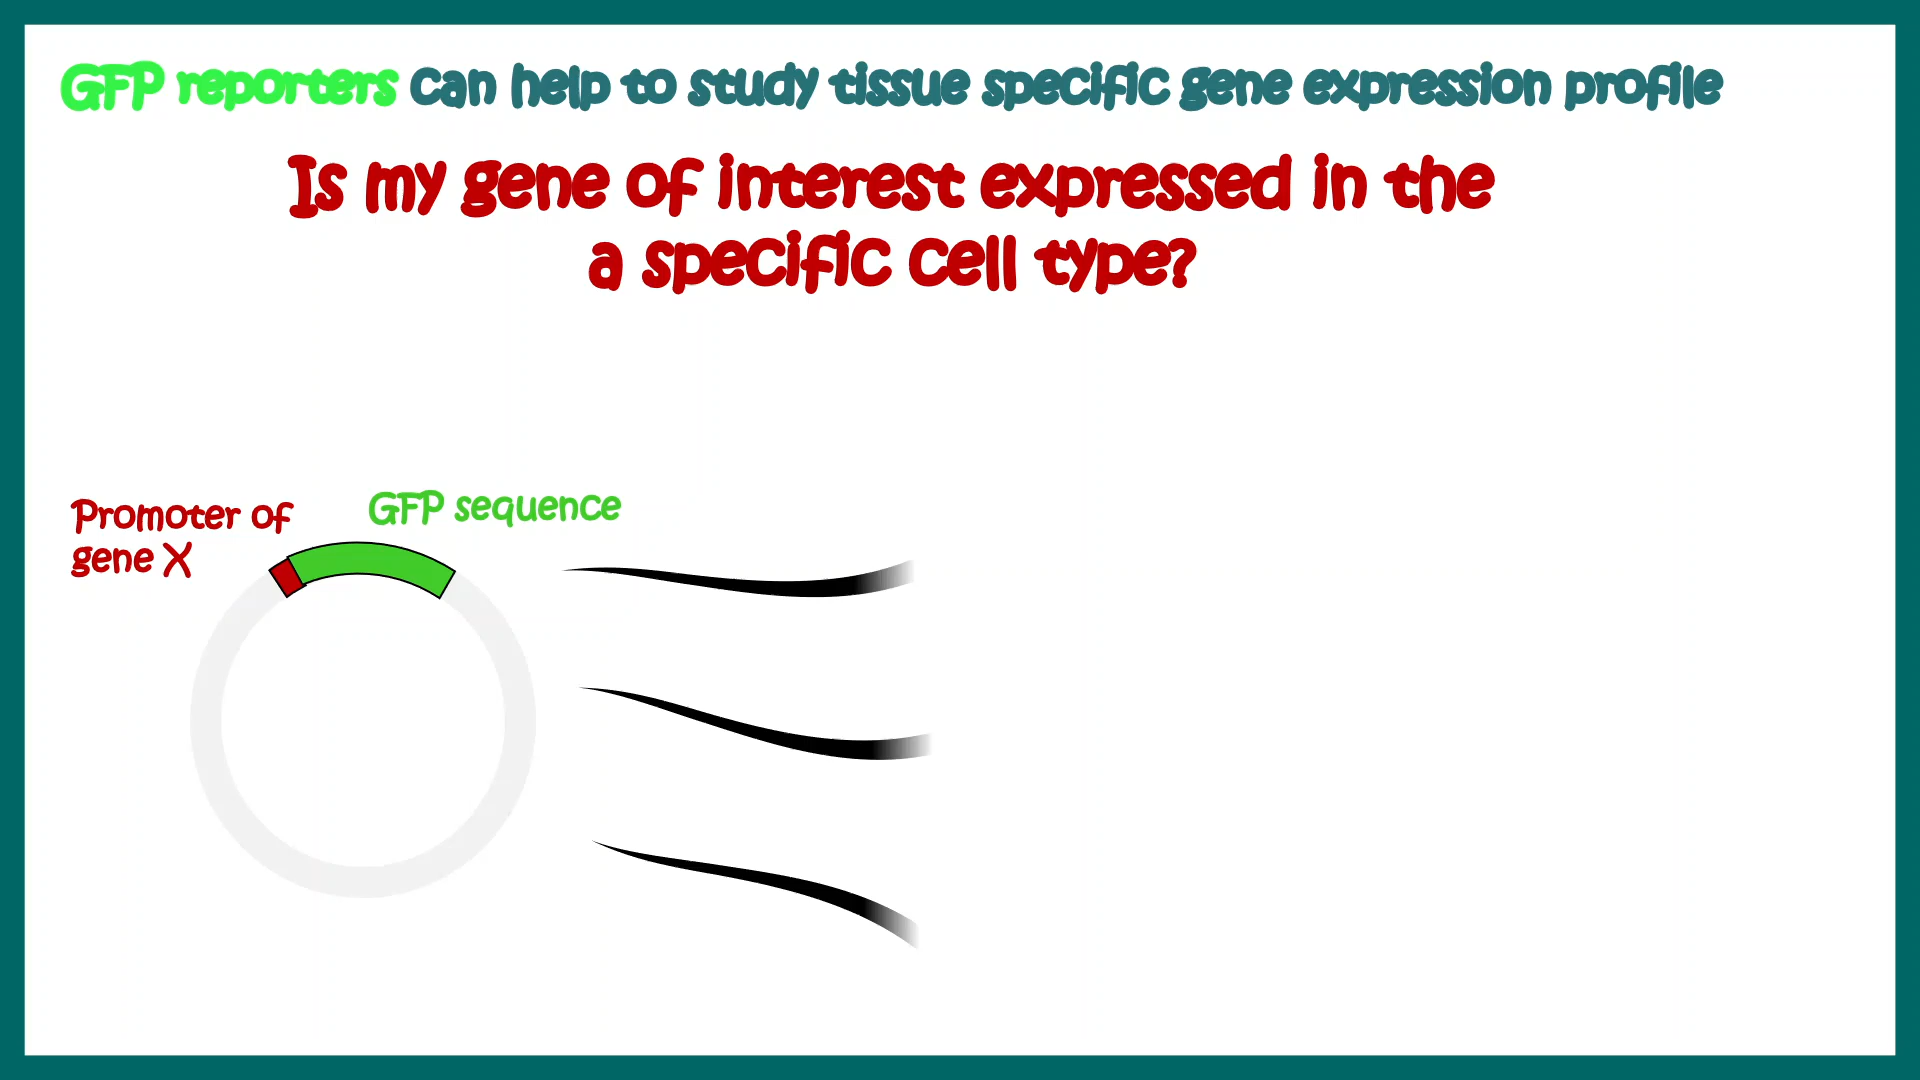 GFP reporters can help to study tissue specific gene expression profile
Is my gene of interest expressed in the
a specific cell type?
Promoter of
gene X
GFP sequence